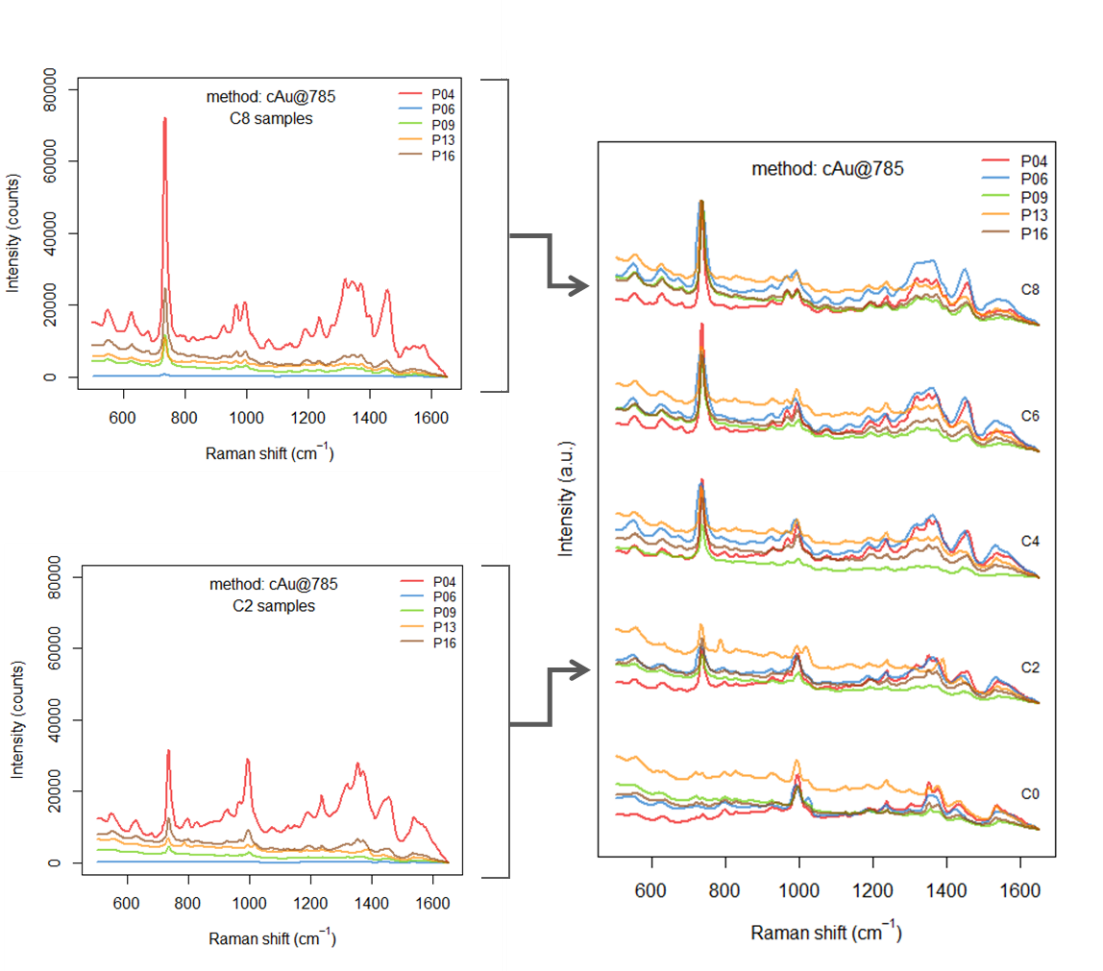 method: cAu@785
C8 samples
P04
P06
P09
P13
P16
Intensity (counts)
80000
60000
40000
20000
0
600 800 1000 1200 1400 1600
Raman shift (cm⁻¹)
method: cAu@785
C2 samples
P04
P06
P09
P13
P16
Intensity (counts)
80000
60000
40000
20000
0
600 800 1000 1200 1400 1600
Raman shift (cm⁻¹)
method: cAu@785
P04
P06
P09
P13
P16
C8
C6
C4
C2
C0
Intensity (a.u.)
600 800 1000 1200 1400 1600
Raman shift (cm⁻¹)